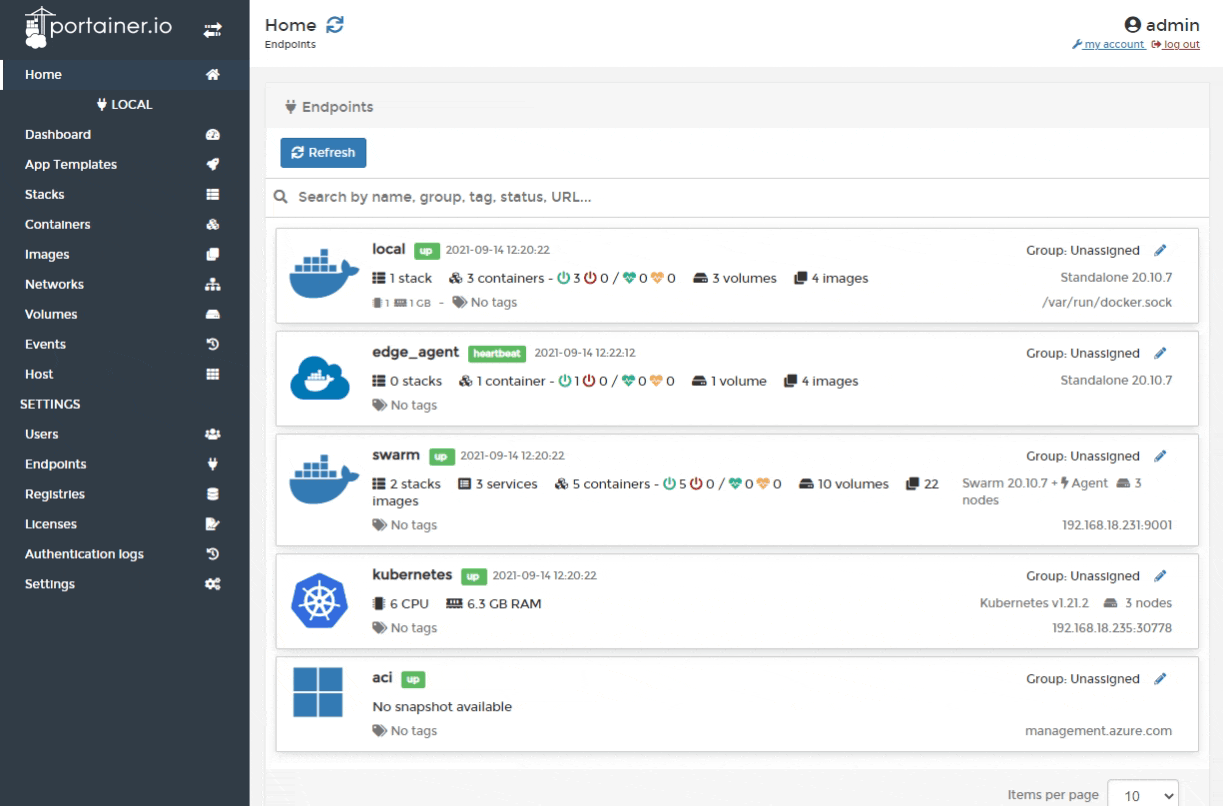 portainer.io
Home
LOCAL
Dashboard
App Templates
Stacks
Containers
Images
Networks
Volumes
Events
Host
SETTINGS
Users
Endpoints
Registries
Licenses
Authentication logs
Settings
Home
Endpoints
admin
my account log out
Endpoints
Refresh
Search by name, group, tag, status, URL...
local up 2021-09-14 12:20:22 Group: Unassigned
1 stack 3 containers - 3 0 / 0 0 3 volumes 4 images Standalone 20.10.7
1 1 GB - No tags /var/run/docker.sock
edge_agent heartbeat 2021-09-14 12:22:12 Group: Unassigned
0 stacks 1 container - 1 0 / 0 0 1 volume 4 images Standalone 20.10.7
No tags
swarm up 2021-09-14 12:20:22 Group: Unassigned
2 stacks 3 services 5 containers - 5 0 / 0 0 10 volumes 22 Swarm 20.10.7 + Agent 3
images nodes
No tags 192.168.18.231:9001
kubernetes up 2021-09-14 12:20:22 Group: Unassigned
6 CPU 6.3 GB RAM Kubernetes v1.21.2 3 nodes
No tags 192.168.18.235:30778
aci up Group: Unassigned
No snapshot available
No tags management.azure.com
Items per page 10